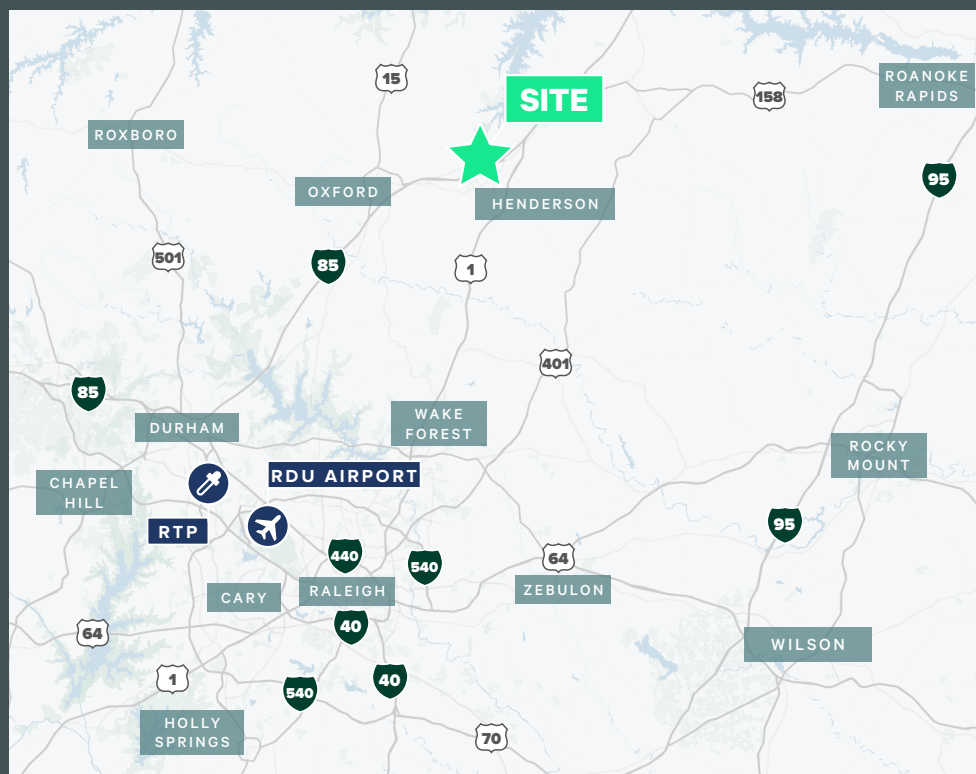 15
SITE
158
ROANOKE
RAPIDS
ROXBORO
OXFORD
HENDERSON
95
501
85
1
401
85
DURHAM
WAKE
FOREST
ROCKY
MOUNT
RDU AIRPORT
CHAPEL
HILL
RTP
95
440
540
64
ZEBULON
CARY
RALEIGH
40
64
WILSON
1
540
40
HOLLY
SPRINGS
70